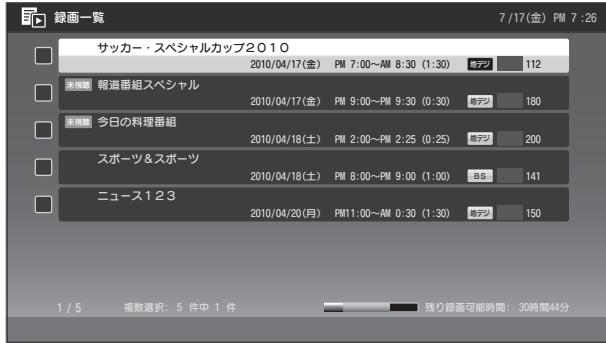 録画一覧 7/17(金) PM 7:26
サッカー・スペシャルカップ2010
2010/04/17(金) PM 7:00～AM 8:30 (1:30) 地デジ 112
未視聴 報道番組スペシャル
2010/04/17(金) PM 9:00～PM 9:30 (0:30) 地デジ 180
未視聴 今日の料理番組
2010/04/18(土) PM 2:00～PM 2:25 (0:25) 地デジ 200
スポーツ&スポーツ
2010/04/18(土) PM 8:00～PM 9:00 (1:00) BS 141
ニュース123
2010/04/20(月) PM11:00～AM 0:30 (1:30) 地デジ 150
1/5 複数選択: 5 件中 1 件 残り録画可能時間: 30時間44分